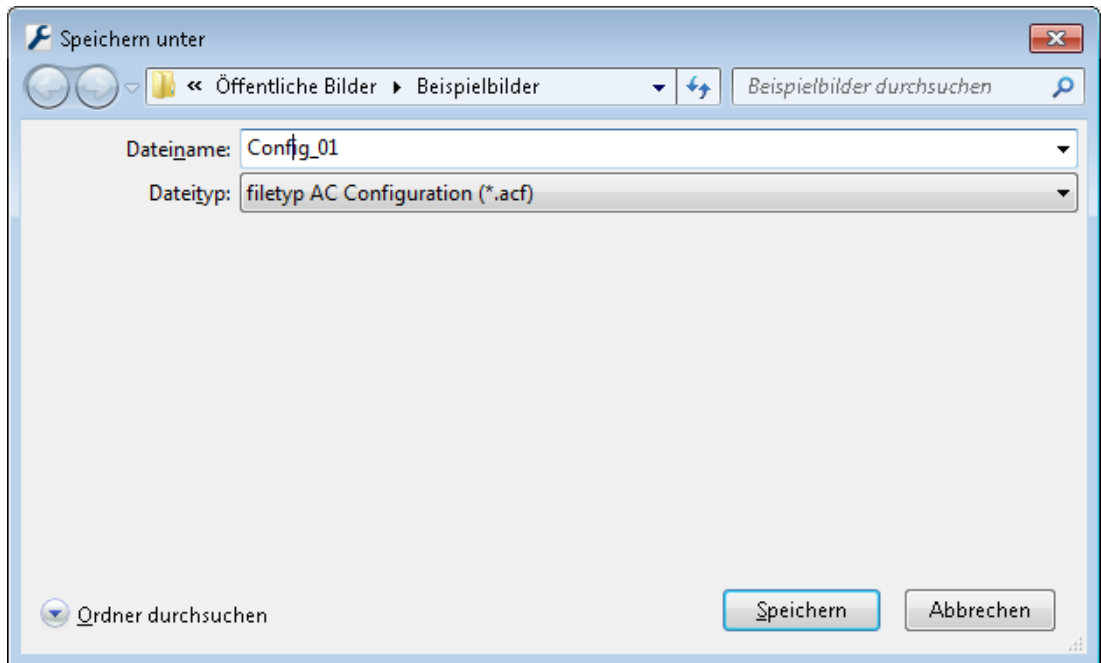 Speichern unter
« Öffentliche Bilder ▸ Beispielbilder Beispielbilder durchsuchen
Dateiname: Config_01
Dateityp: filetyp AC Configuration (*.acf)
Ordner durchsuchen Speichern Abbrechen